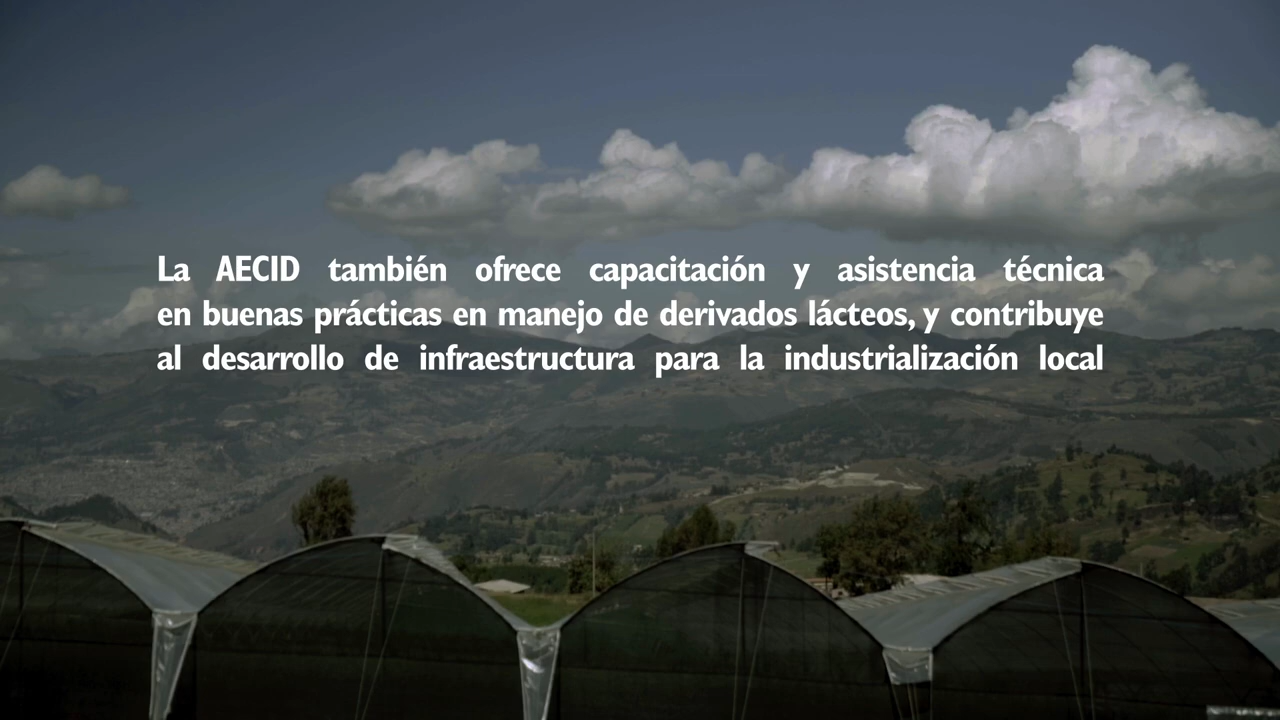 La AECID también ofrece capacitación y asistencia técnica
en buenas prácticas en manejo de derivados lácteos, y contribuye
al desarrollo de infraestructura para la industrialización local